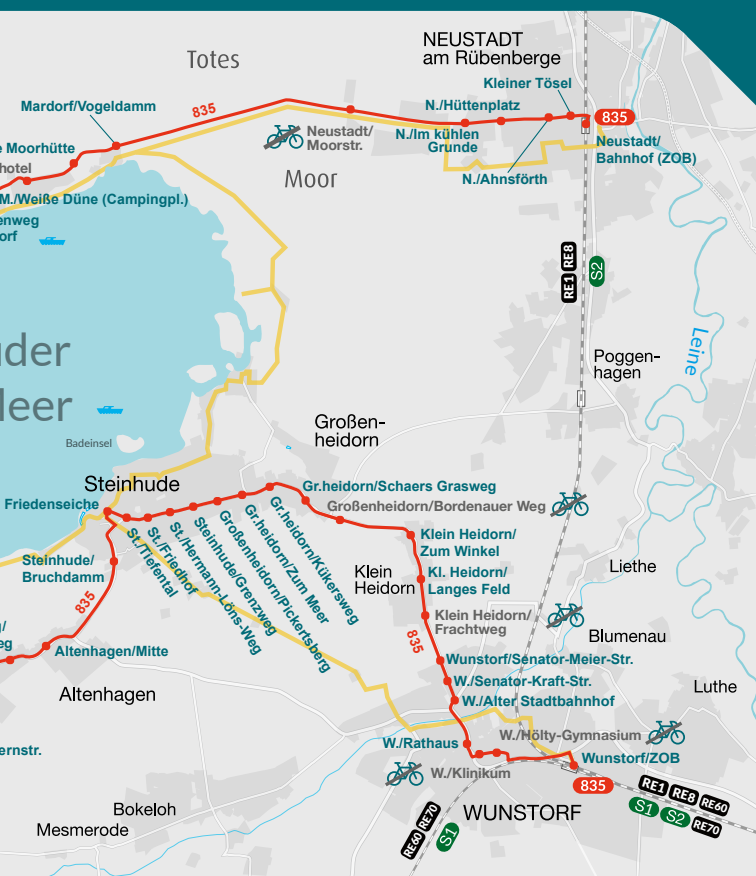 NEUSTADT
am Rübenberge
Totes
Kleiner Tösel
Mardorf/Vogeldamm
835
N./Hüttenplatz
835
Neustadt/
Moorstr.
N./Im kühlen
Grunde
Neustadt/
Bahnhof (ZOB)
e Moorhütte
hotel
Moor
N./Ahnsförth
M./Weiße Düne (Campingpl.)
enweg
orf
RE1 RE8
S2
Leine
uder
Meer
Poggen-
hagen
Badeinsel
Großen-
heidorn
Steinhude
Gr.heidorn/Schaers Grasweg
Friedenseiche
Großenheidorn/Bordenauer Weg
St./Tiefental
St./Friedhof
St./Hermann-Löns-Weg
Steinhude/Grenzweg
Großenheidorn/Pickertsberg
Gr.heidorn/Zum Meer
Gr.heidorn/Kükersweg
Klein Heidorn/
Zum Winkel
Steinhude/
Bruchdamm
Klein
Heidorn
Kl. Heidorn/
Langes Feld
Liethe
835
Klein Heidorn/
Frachtweg
835
Blumenau
g/
eg
Altenhagen/Mitte
Wunstorf/Senator-Meier-Str.
W./Senator-Kraft-Str.
Luthe
Altenhagen
W./Alter Stadtbahnhof
W./Hölty-Gymnasium
ernstr.
W./Rathaus
Wunstorf/ZOB
W./Klinikum
835
RE1 RE8 RE60
S1 S2 RE70
Bokeloh
WUNSTORF
Mesmerode
RE60 RE70
S1